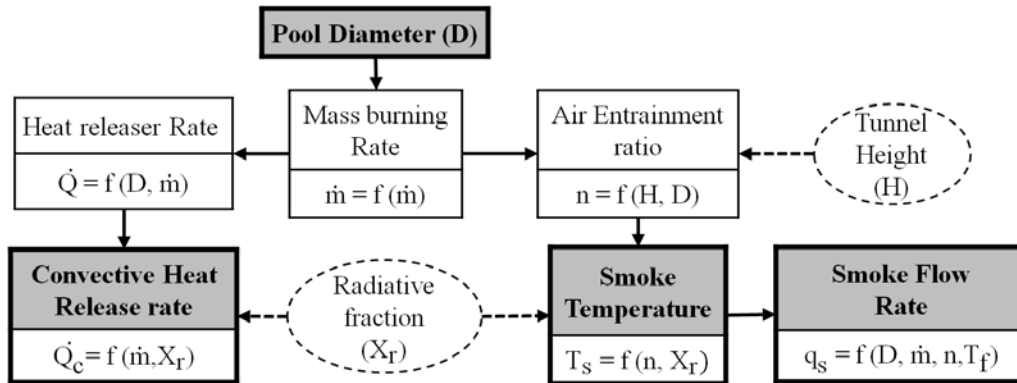 Pool Diameter (D)
Heat releaser Rate
Q̇ = f (D, ṁ)
Mass burning
Rate
ṁ = f (ṁ)
Air Entrainment
ratio
n = f (H, D)
Tunnel
Height
(H)
Convective Heat
Release rate
Q̇c = f (ṁ,Xr)
Radiative
fraction
(Xr)
Smoke
Temperature
Ts = f (n, Xr)
Smoke Flow
Rate
qs = f (D, ṁ, n,Tf)